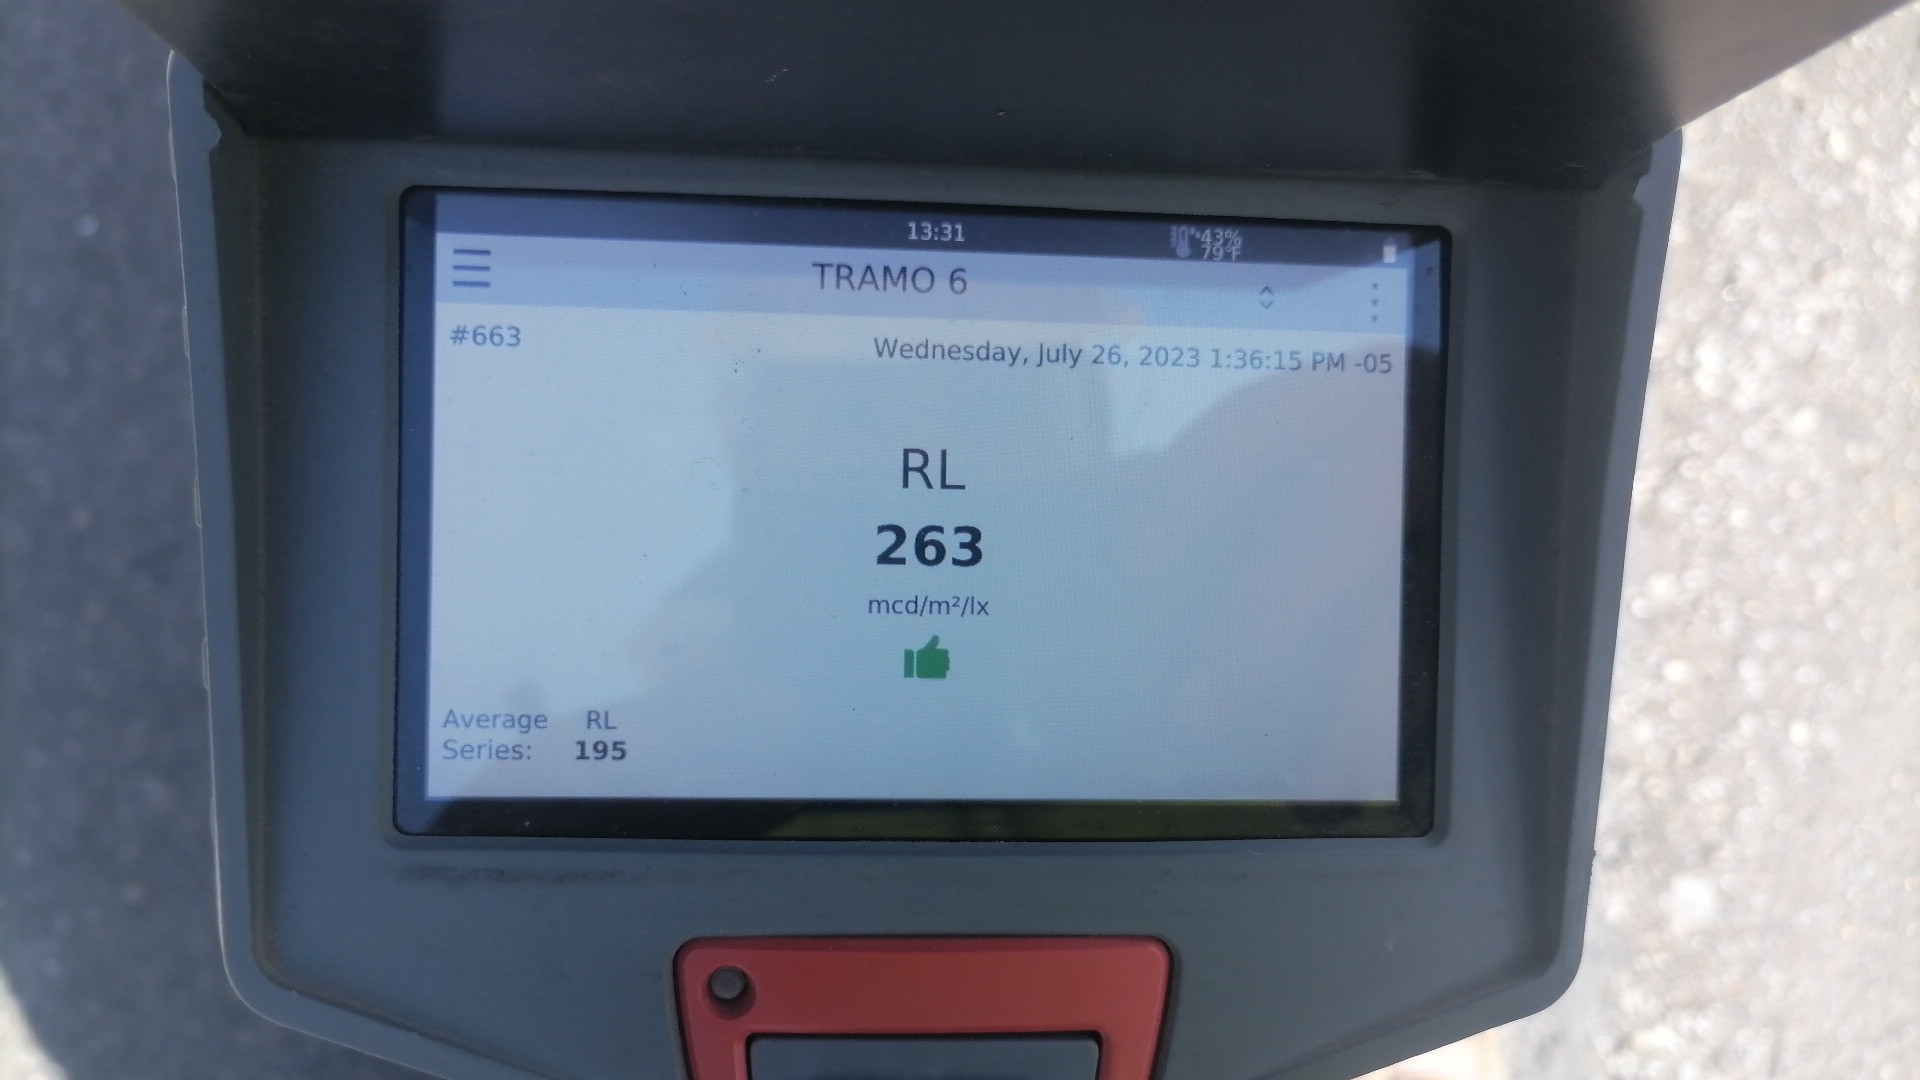 13:31
43%
79°F
TRAMO 6
#663
Wednesday, July 26, 2023 1:36:15 PM -05
RL
263
mcd/m²/lx
Average RL
Series: 195